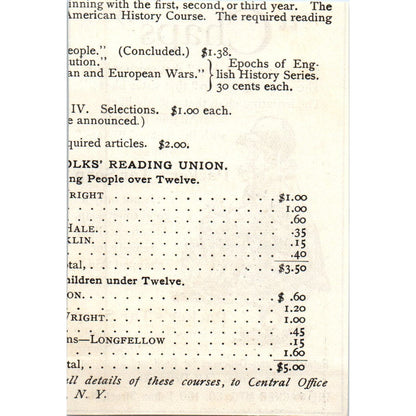 inning with the first, second, or third year. The
American History Course. The required reading
eople." (Concluded.) $1.38.
ution."
an and European Wars." } Epochs of Eng-
lish History Series.
30 cents each.
IV. Selections. $1.00 each.
e announced.)
quired articles. $2.00.
OLKS' READING UNION.
ng People over Twelve.
RIGHT . . . . . . . . . . . . . . $1.00
. . . . . . . . . . . . . . 1.00
. . . . . . . . . . . . . . .60
HALE. . . . . . . . . . . . . . .35
KLIN. . . . . . . . . . . . . . .15
. . . . . . . . . . . . . . .40
tal, . . . . . . . . . . . . . . $3.50
hildren under Twelve.
ON. . . . . . . . . . . . . . $ .60
. . . . . . . . . . . . . . 1.20
WRIGHT. . . . . . . . . . . . . . 1.00
. . . . . . . . . . . . . . .45
ns—LONGFELLOW . . . . . . . . .15
. . . . . . . . . . . . . . 1.60
tal, . . . . . . . . . . . . . . $5.00
ll details of these courses, to Central Office
N. Y.